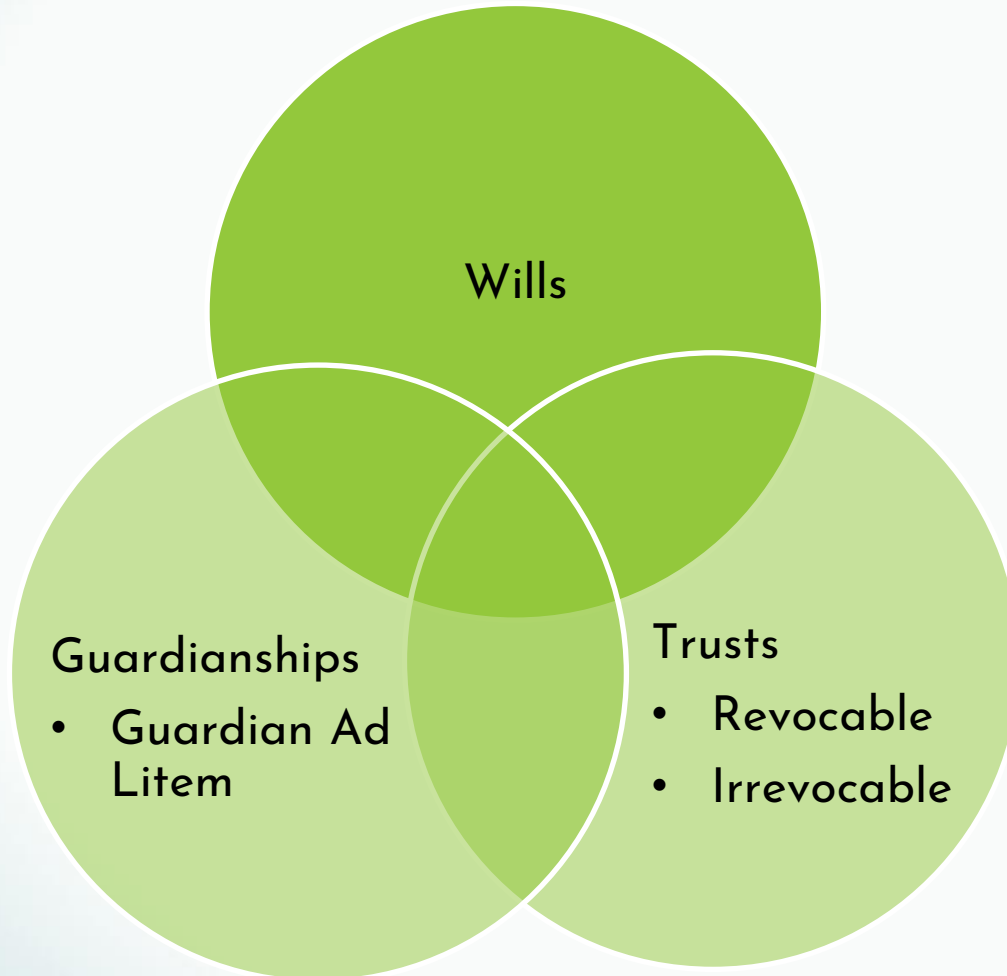 Wills
Guardianships
• Guardian Ad
Litem
Trusts
• Revocable
• Irrevocable